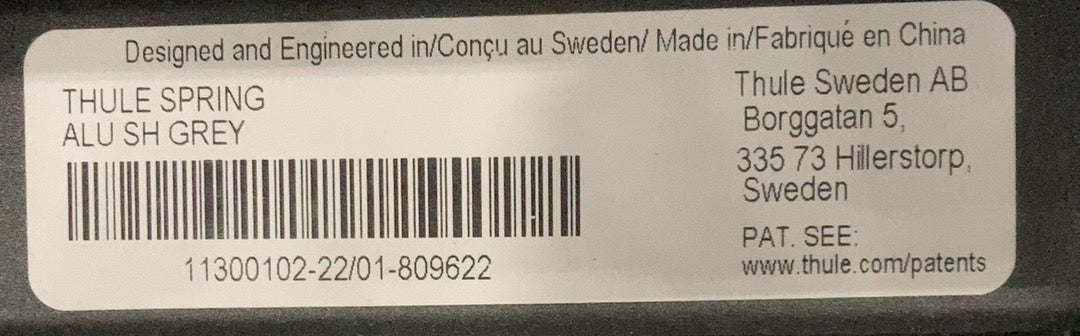 Designed and Engineered in/Conçu au Sweden/ Made in/Fabriqué en China
THULE SPRING
ALU SH GREY
11300102-22/01-809622
Thule Sweden AB
Borggatan 5,
335 73 Hillerstorp,
Sweden
PAT. SEE:
www.thule.com/patents